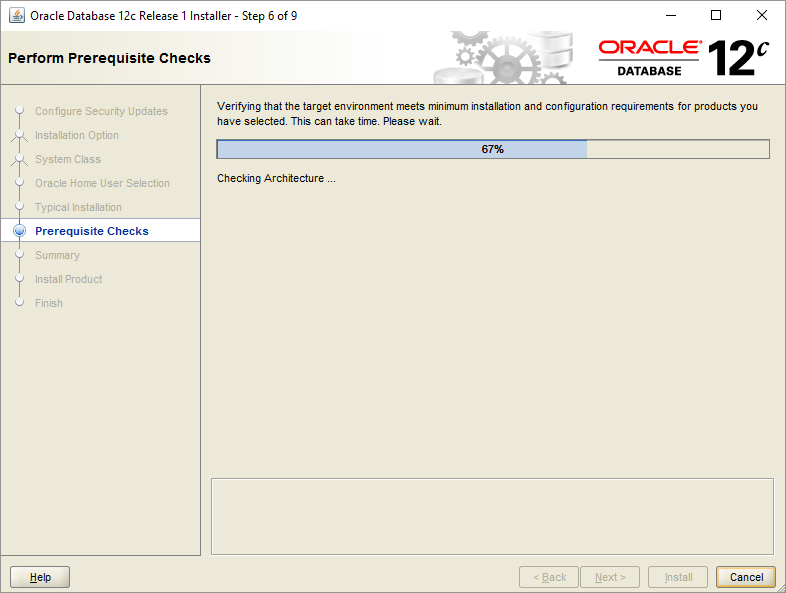 Oracle Database 12c Release 1 Installer - Step 6 of 9
Perform Prerequisite Checks
ORACLE®
DATABASE
12c
Configure Security Updates
Installation Option
System Class
Oracle Home User Selection
Typical Installation
Prerequisite Checks
Summary
Install Product
Finish
Verifying that the target environment meets minimum installation and configuration requirements for products you
have selected. This can take time. Please wait.
67%
Checking Architecture ...
Help
< Back
Next >
Install
Cancel